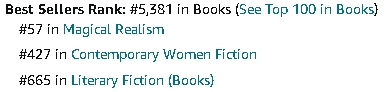 Best Sellers Rank: #5,381 in Books (See Top 100 in Books)
#57 in Magical Realism
#427 in Contemporary Women Fiction
#665 in Literary Fiction (Books)